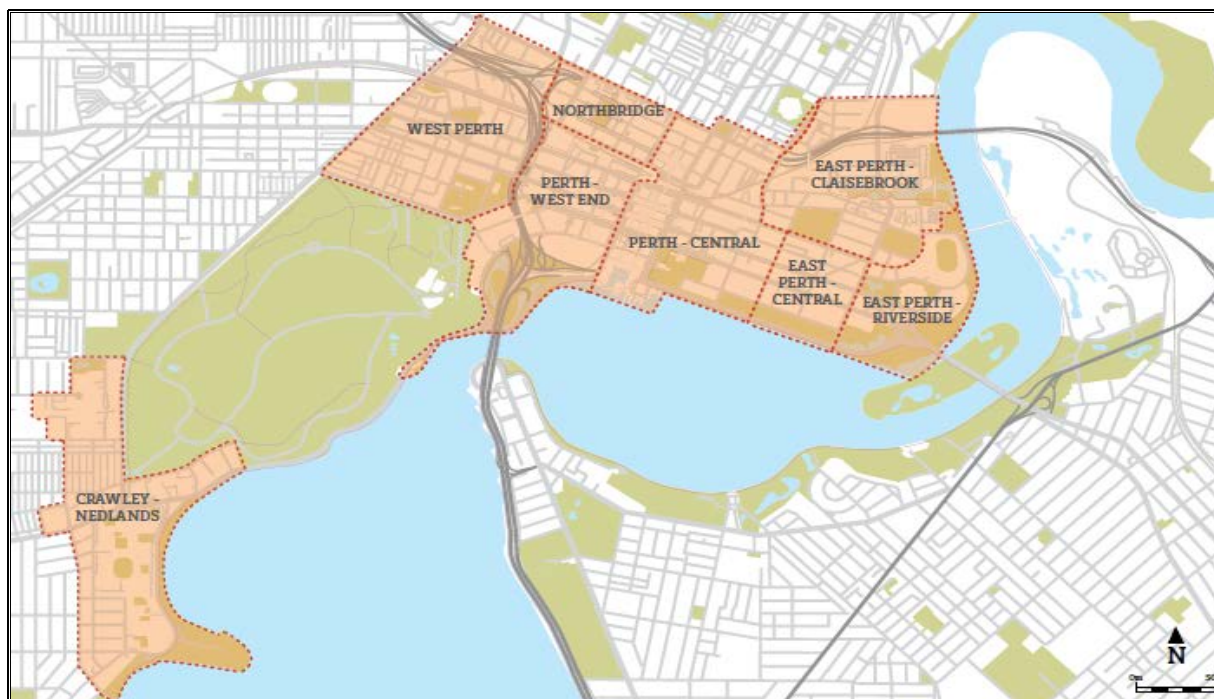 NORTHBRIDGE
WEST PERTH
EAST PERTH -
CLAISEBROOK
PERTH -
WEST END
PERTH - CENTRAL
EAST
PERTH -
CENTRAL
EAST PERTH -
RIVERSIDE
CRAWLEY -
NEDLANDS
N
0m